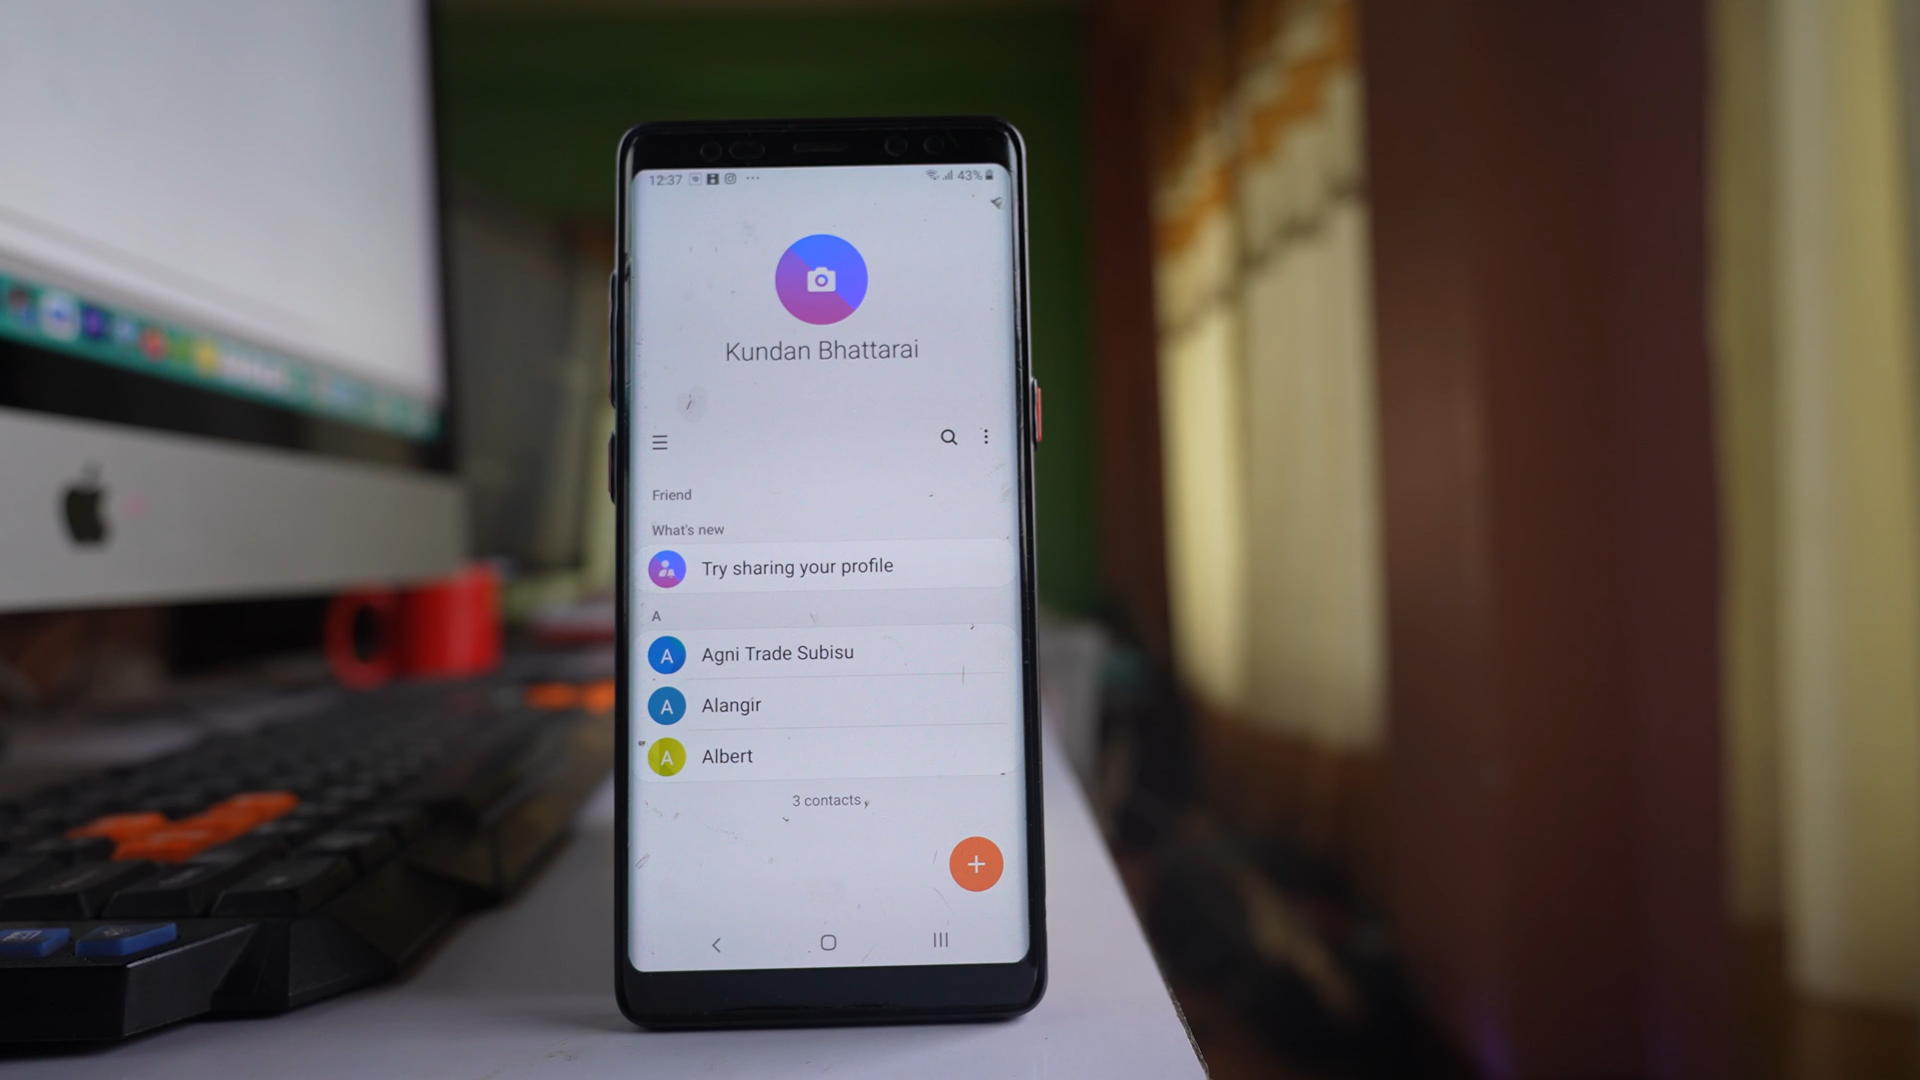 12:37 43%
Kundan Bhattarai
Friend
What's new
Try sharing your profile
A
A Agni Trade Subisu
A Alangir
A Albert
3 contacts